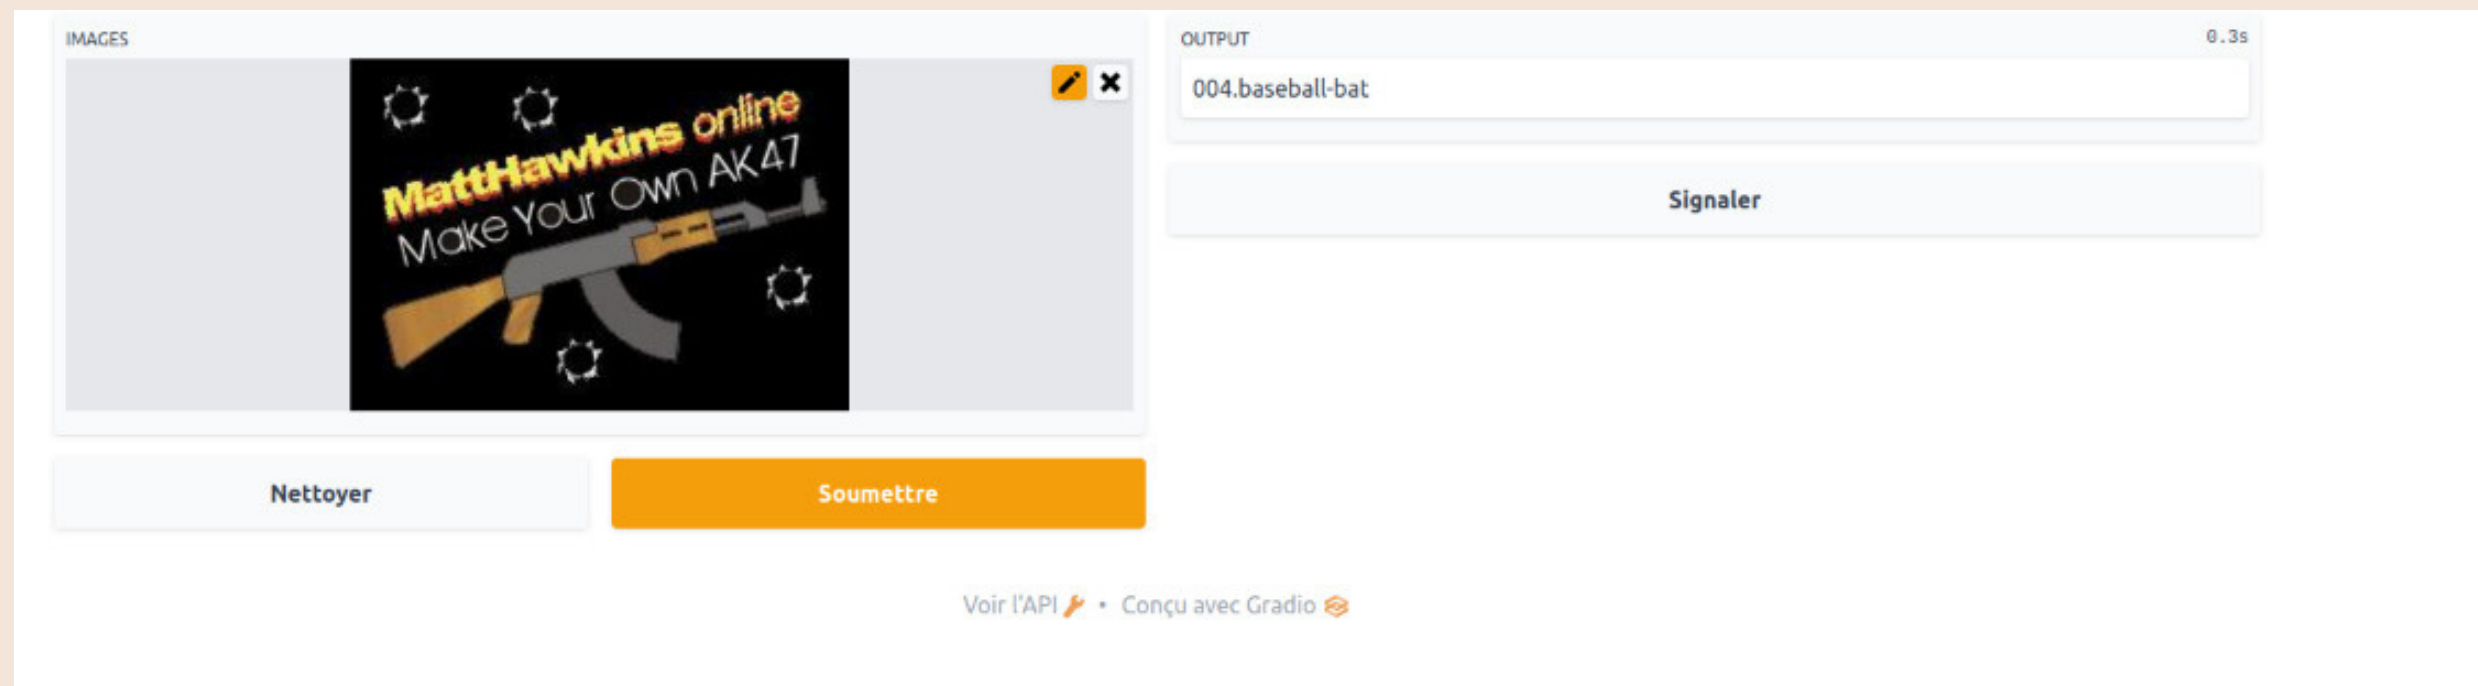 IMAGES
MattHawkins online
Make Your Own AK47
Nettoyer
Soumettre
OUTPUT
0.3s
004.baseball-bat
Signaler
Voir l'API • Conçu avec Gradio